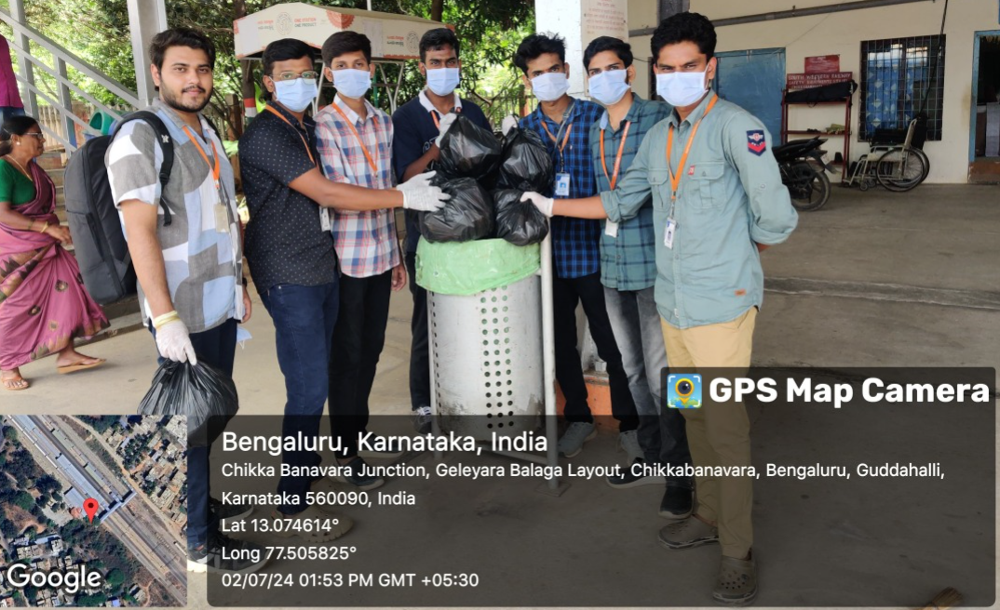 GPS Map Camera
Bengaluru, Karnataka, India
Chikka Banavara Junction, Geleyara Balaga Layout, Chikkabanavara, Bengaluru, Guddahalli,
Karnataka 560090, India
Lat 13.074614°
Long 77.505825°
02/07/24 01:53 PM GMT +05:30
Google